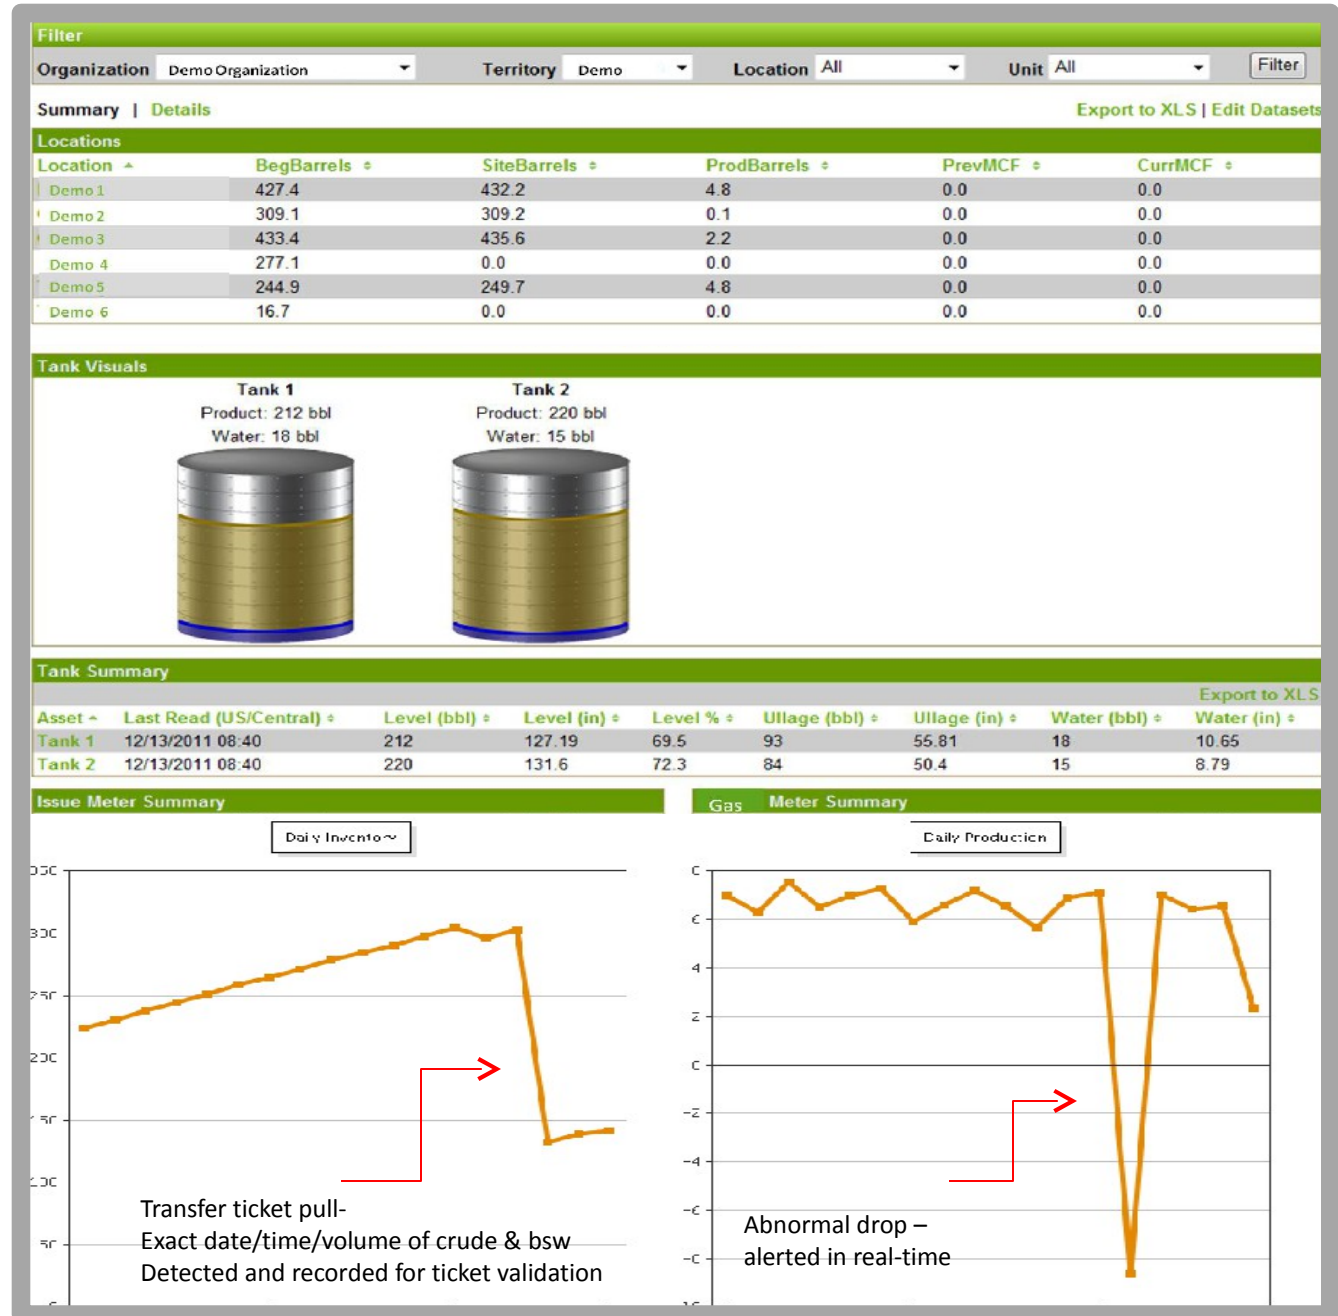 Filter
Organization Demo Organization Territory Demo Location All Unit All Filter
Summary | Details Export to XLS | Edit Datasets
Locations
Location BegBarrels SiteBarrels ProdBarrels PrevMCF CurrMCF
Demo 1 427.4 432.2 4.8 0.0 0.0
Demo 2 309.1 309.2 0.1 0.0 0.0
Demo 3 433.4 435.6 2.2 0.0 0.0
Demo 4 277.1 0.0 0.0 0.0 0.0
Demo 5 244.9 249.7 4.8 0.0 0.0
Demo 6 16.7 0.0 0.0 0.0 0.0
Tank Visuals
Tank 1 Tank 2
Product: 212 bbl Product: 220 bbl
Water: 18 bbl Water: 15 bbl
Tank Summary
Export to XLS
Asset Last Read (US/Central) Level (bbl) Level (in) Level % Ullage (bbl) Ullage (in) Water (bbl) Water (in)
Tank 1 12/13/2011 08:40 212 127.19 69.5 93 55.81 18 10.65
Tank 2 12/13/2011 08:40 220 131.6 72.3 84 50.4 15 8.79
Issue Meter Summary Gas Meter Summary
Daily Inventory Daily Production
4
2
-2
-4
Transfer ticket pull-
Exact date/time/volume of crude & bsw
Detected and recorded for ticket validation
Abnormal drop –
alerted in real-time